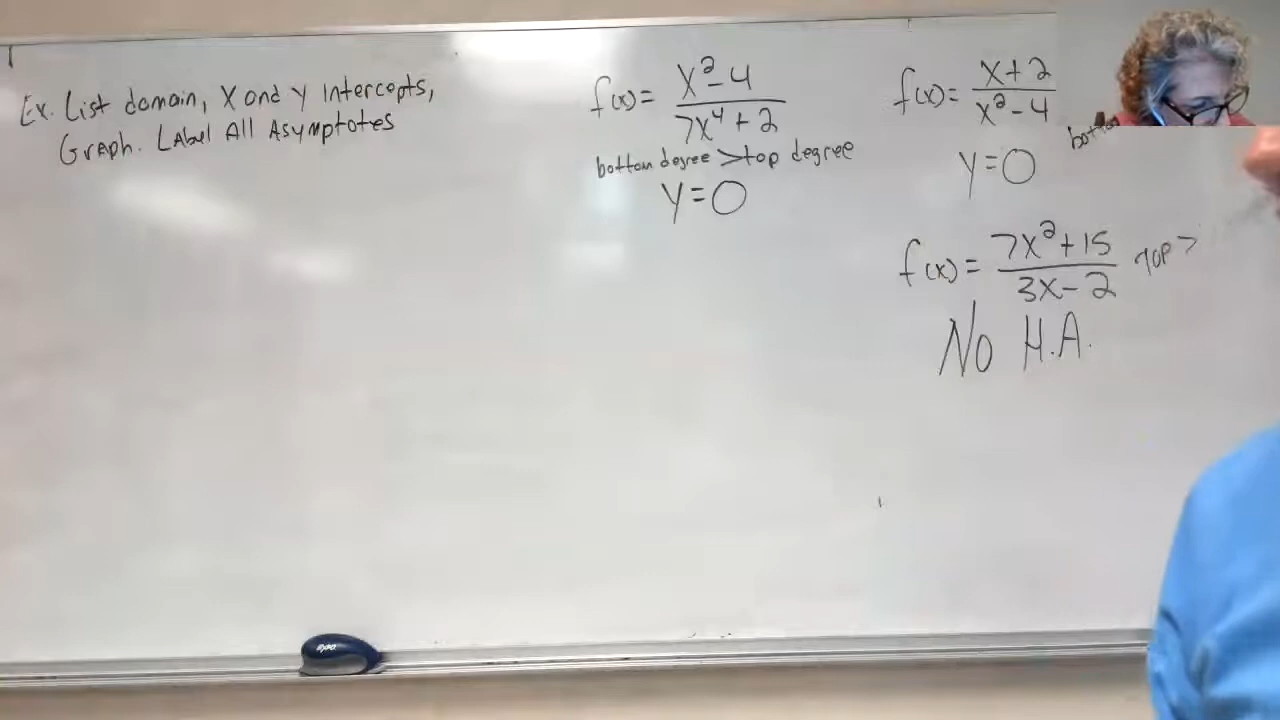 Ex. List domain, X and Y Intercepts,
Graph. Label All Asymptotes
f(x) = x² - 4 / 7x⁴ + 2
bottom degree > top degree
y = 0
f(x) = x + 2 / x² - 4
y = 0
f(x) = 7x² + 15 / 3x - 2
Top >
No H.A.
expo